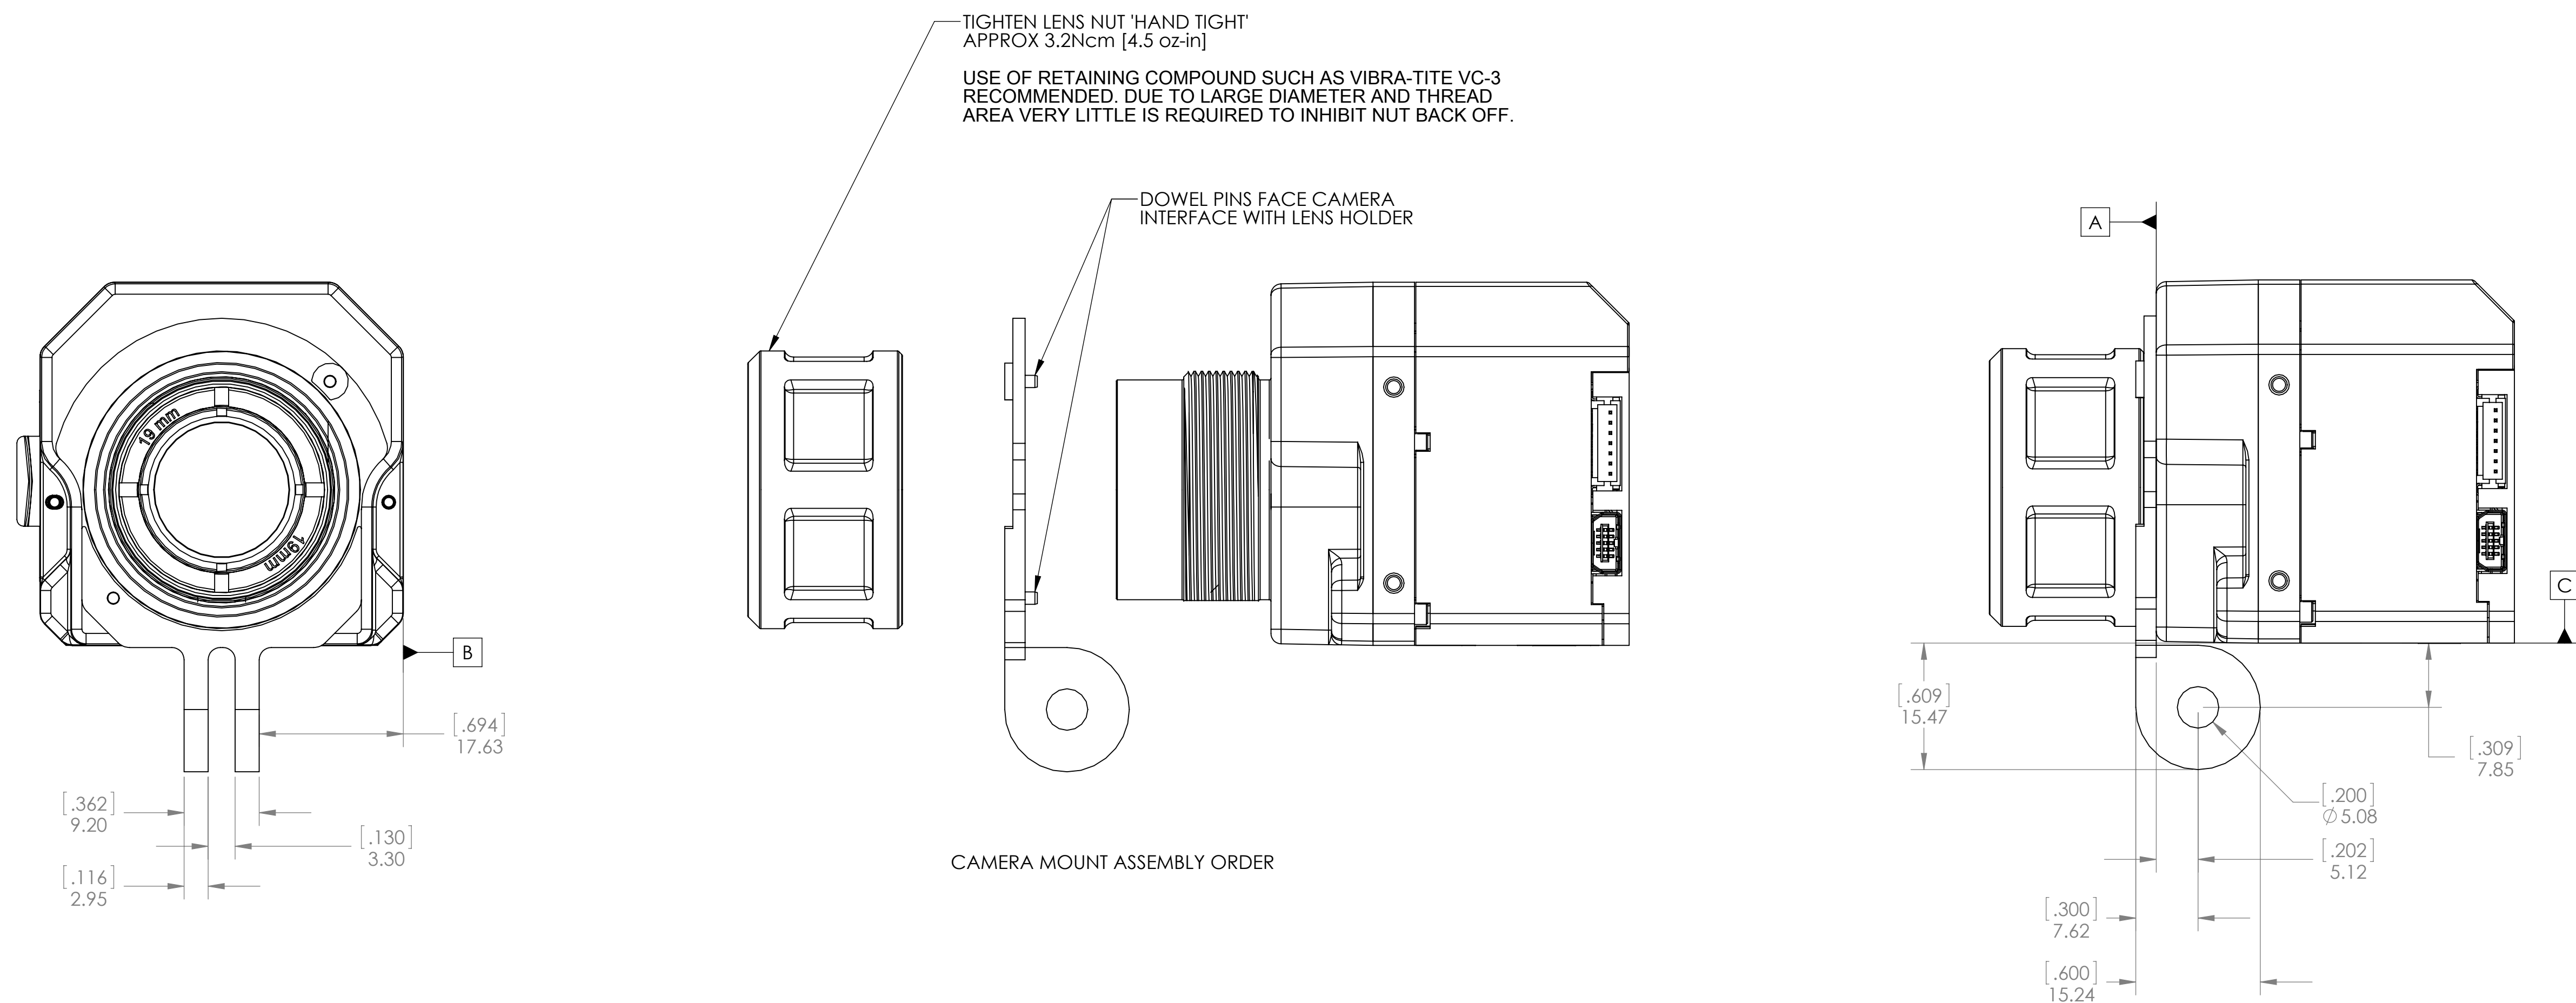 TIGHTEN LENS NUT 'HAND TIGHT'
APPROX 3.2Ncm [4.5 oz-in]
USE OF RETAINING COMPOUND SUCH AS VIBRA-TITE VC-3
RECOMMENDED. DUE TO LARGE DIAMETER AND THREAD
AREA VERY LITTLE IS REQUIRED TO INHIBIT NUT BACK OFF.
DOWEL PINS FACE CAMERA
INTERFACE WITH LENS HOLDER
19 mm
19mm
B
[.694]
17.63
[.362]
9.20
[.130]
3.30
[.116]
2.95
CAMERA MOUNT ASSEMBLY ORDER
A
C
[.609]
15.47
[.309]
7.85
[.200]
∅5.08
[.202]
5.12
[.300]
7.62
[.600]
15.24